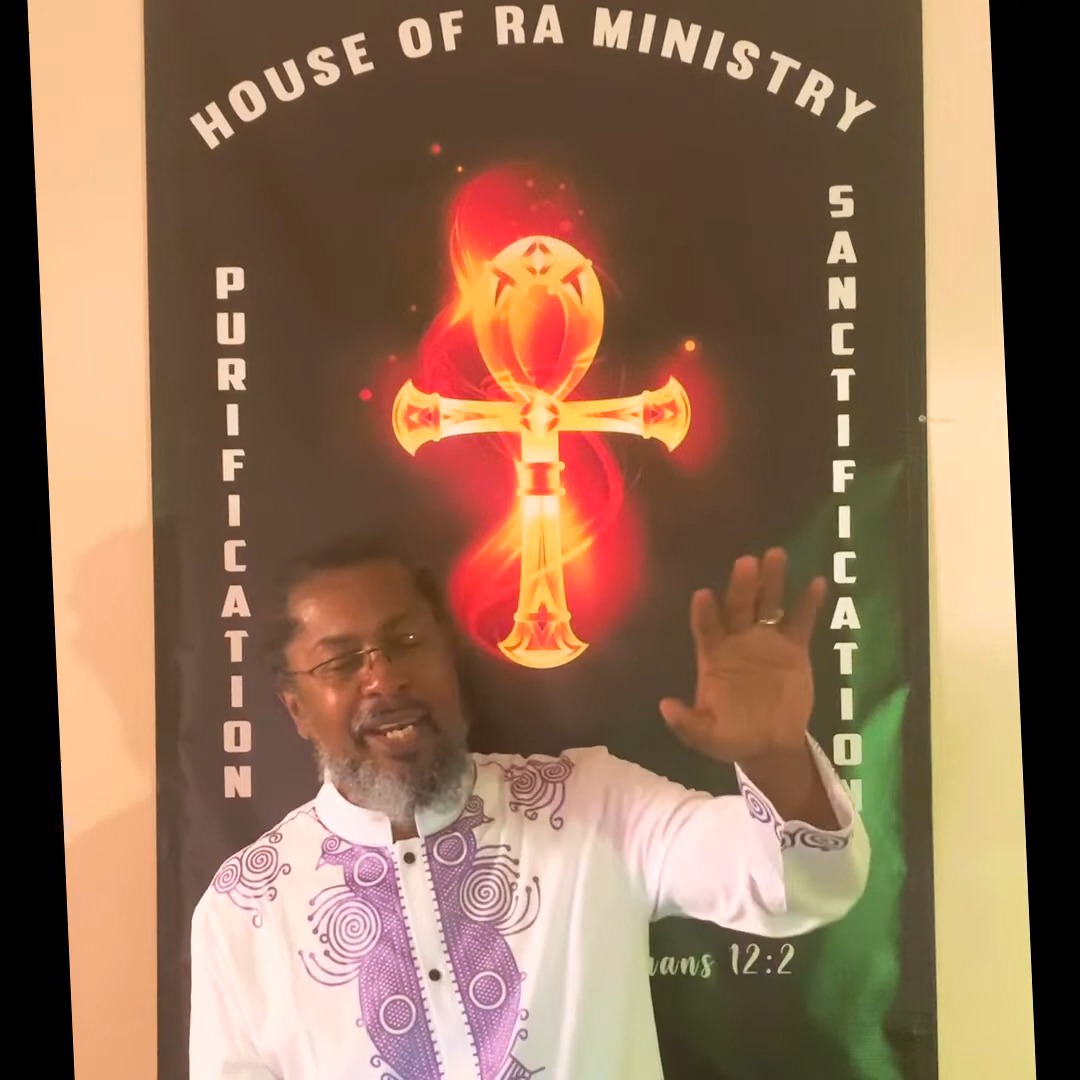 HOUSE OF RA MINISTRY
PURIFICATION
SANCTIFICATION
12:2